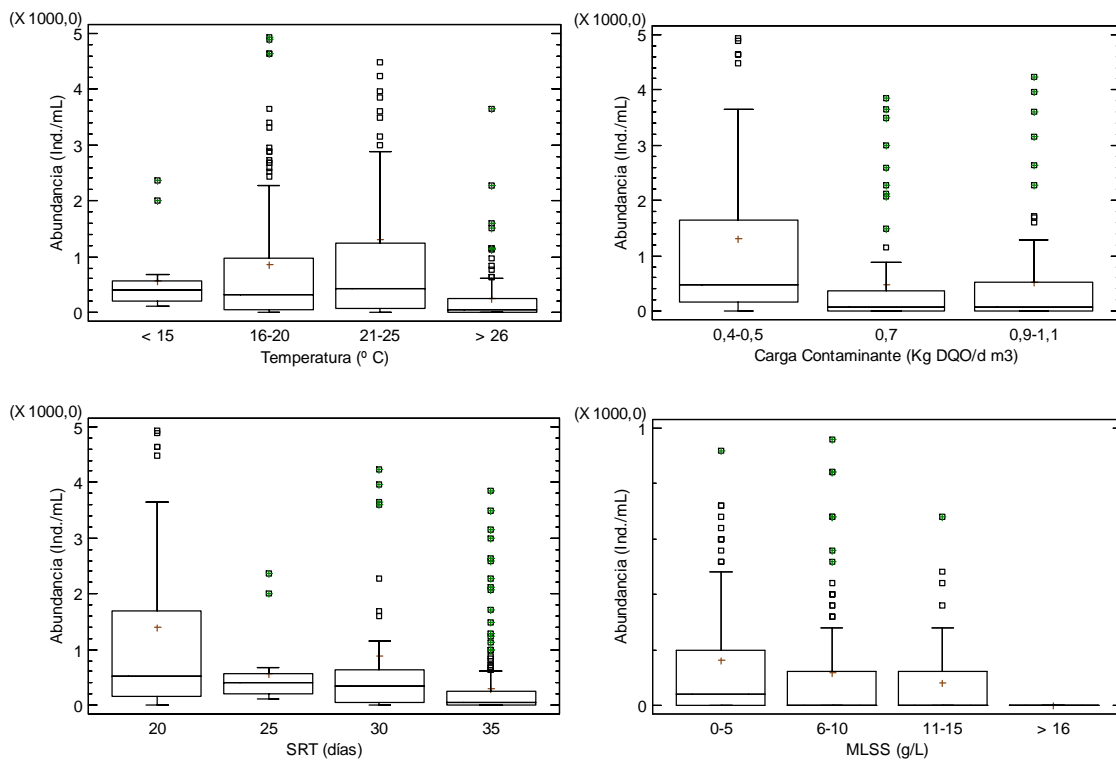 (X 1000,0)
Abundancia (Ind./mL)
5
4
3
2
1
0
< 15 16-20 21-25 > 26
Temperatura (º C)
(X 1000,0)
Abundancia (Ind./mL)
5
4
3
2
1
0
0,4-0,5 0,7 0,9-1,1
Carga Contaminante (Kg DQO/d m3)
(X 1000,0)
Abundancia (Ind./mL)
5
4
3
2
1
0
20 25 30 35
SRT (días)
(X 1000,0)
Abundancia (Ind./mL)
1
0
0-5 6-10 11-15 > 16
MLSS (g/L)